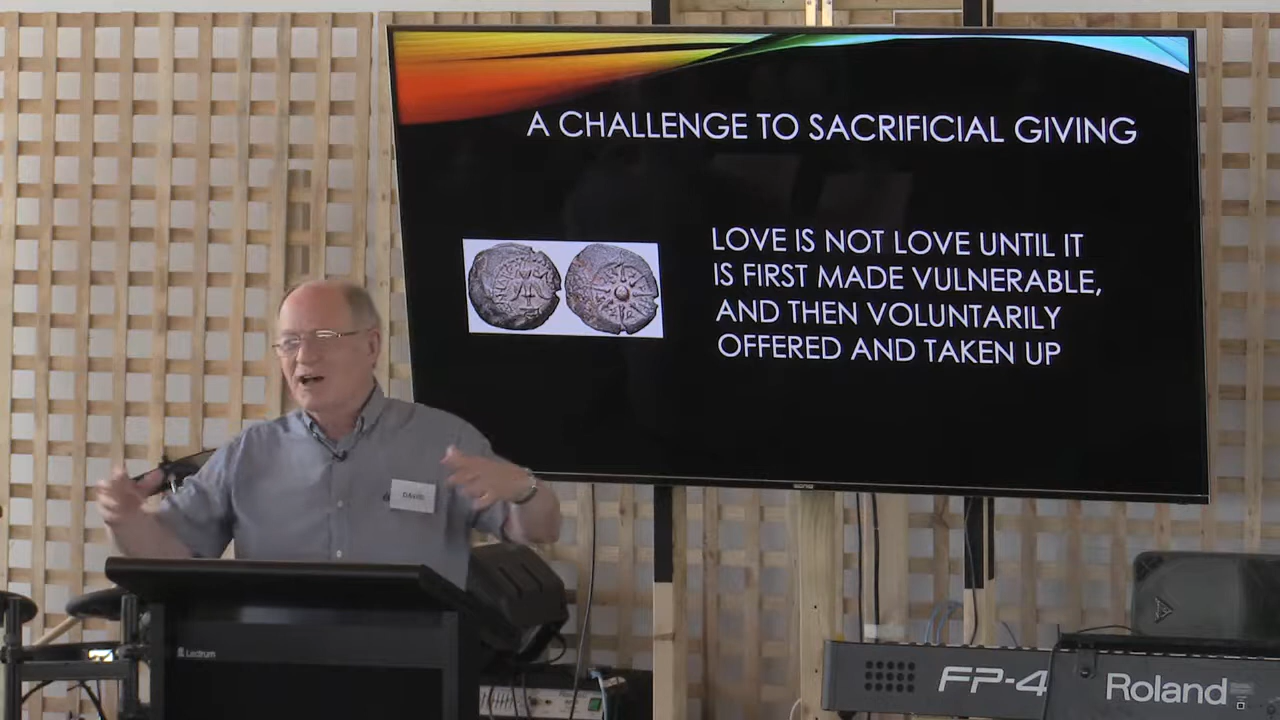 A CHALLENGE TO SACRIFICIAL GIVING
LOVE IS NOT LOVE UNTIL IT
IS FIRST MADE VULNERABLE,
AND THEN VOLUNTARILY
OFFERED AND TAKEN UP
DAVID
Lectrum
FP-4
Roland